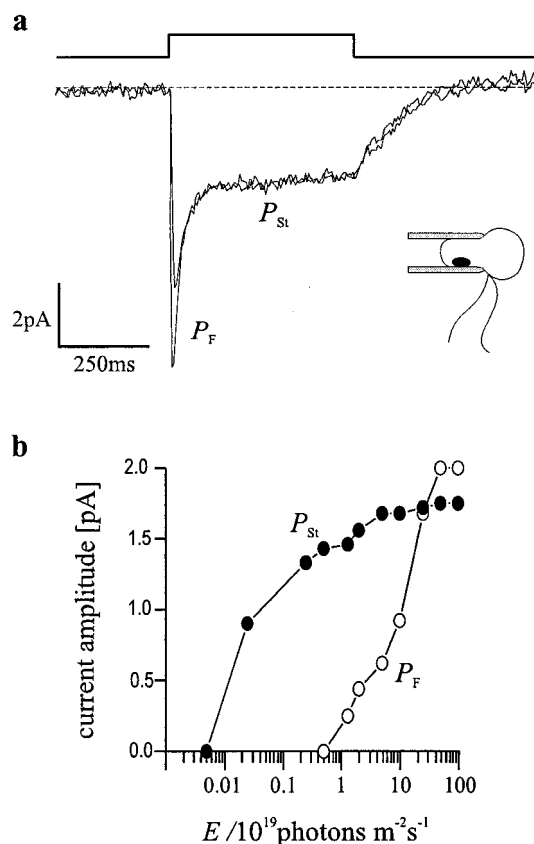 a
P_St
2pA
250ms
P_F
b
2.0
1.5
1.0
0.5
0.0
current amplitude [pA]
P_St
P_F
0.01 0.1 1 10 100
E /10^19 photons m^-2 s^-1